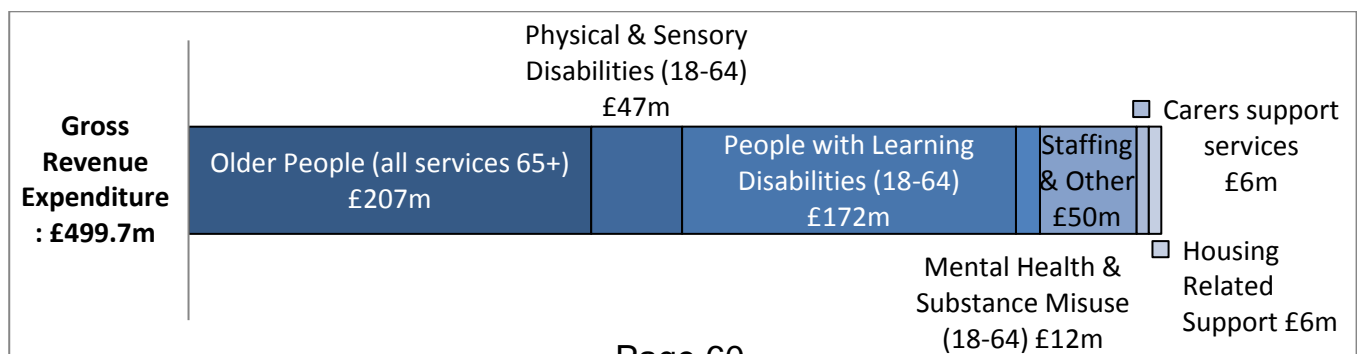 Gross
Revenue
Expenditure
: £499.7m
Older People (all services 65+)
£207m
Physical & Sensory
Disabilities (18-64)
£47m
People with Learning
Disabilities (18-64)
£172m
Mental Health &
Substance Misuse
(18-64) £12m
Staffing
& Other
£50m
Carers support
services
£6m
Housing
Related
Support £6m